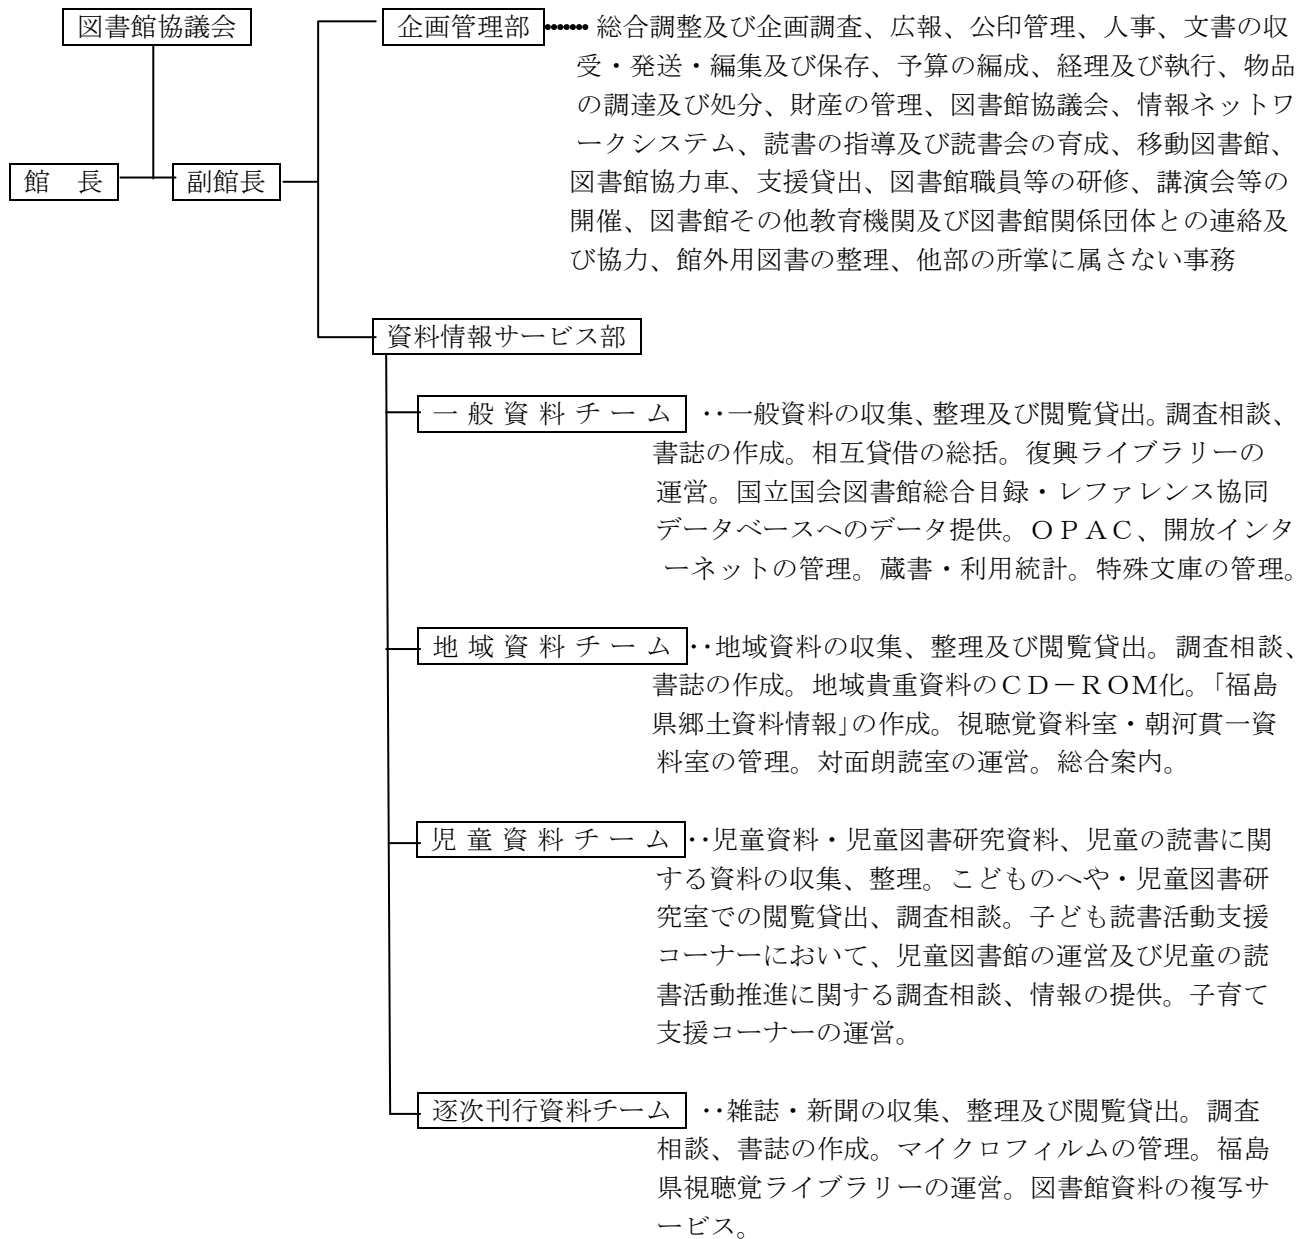 図書館協議会
館　長
副館長
企画管理部 ········ 総合調整及び企画調査、広報、公印管理、人事、文書の収
受・発送・編集及び保存、予算の編成、経理及び執行、物品
の調達及び処分、財産の管理、図書館協議会、情報ネットワ
ークシステム、読書の指導及び読書会の育成、移動図書館、
図書館協力車、支援貸出、図書館職員等の研修、講演会等の
開催、図書館その他教育機関及び図書館関係団体との連絡及
び協力、館外用図書の整理、他部の所掌に属さない事務
資料情報サービス部
一般資料チーム ‥一般資料の収集、整理及び閲覧貸出。調査相談、
書誌の作成。相互貸借の総括。復興ライブラリーの
運営。国立国会図書館総合目録・レファレンス協同
データベースへのデータ提供。ＯＰＡＣ、開放インタ
ーネットの管理。蔵書・利用統計。特殊文庫の管理。
地域資料チーム ‥地域資料の収集、整理及び閲覧貸出。調査相談、
書誌の作成。地域貴重資料のＣＤ－ＲＯＭ化。「福島
県郷土資料情報」の作成。視聴覚資料室・朝河貫一資
料室の管理。対面朗読室の運営。総合案内。
児童資料チーム ‥児童資料・児童図書研究資料、児童の読書に関
する資料の収集、整理。こどものへや・児童図書研
究室での閲覧貸出、調査相談。子ども読書活動支援
コーナーにおいて、児童図書館の運営及び児童の読
書活動推進に関する調査相談、情報の提供。子育て
支援コーナーの運営。
逐次刊行資料チーム ‥雑誌・新聞の収集、整理及び閲覧貸出。調査
相談、書誌の作成。マイクロフィルムの管理。福島
県視聴覚ライブラリーの運営。図書館資料の複写サ
ービス。